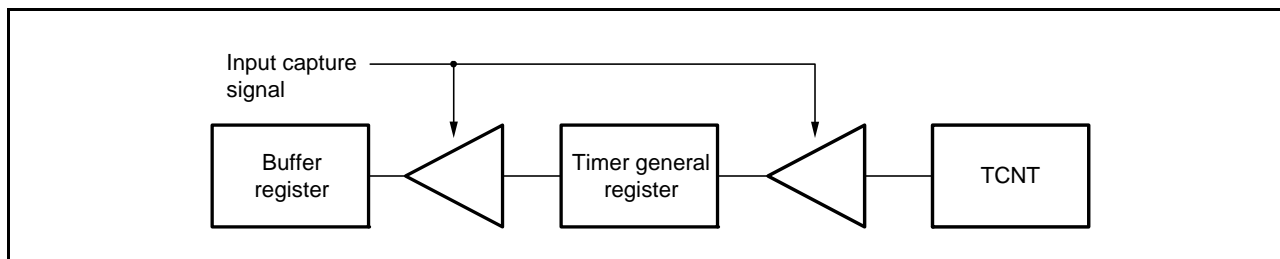 Input capture
signal
Buffer
register
Timer general
register
TCNT